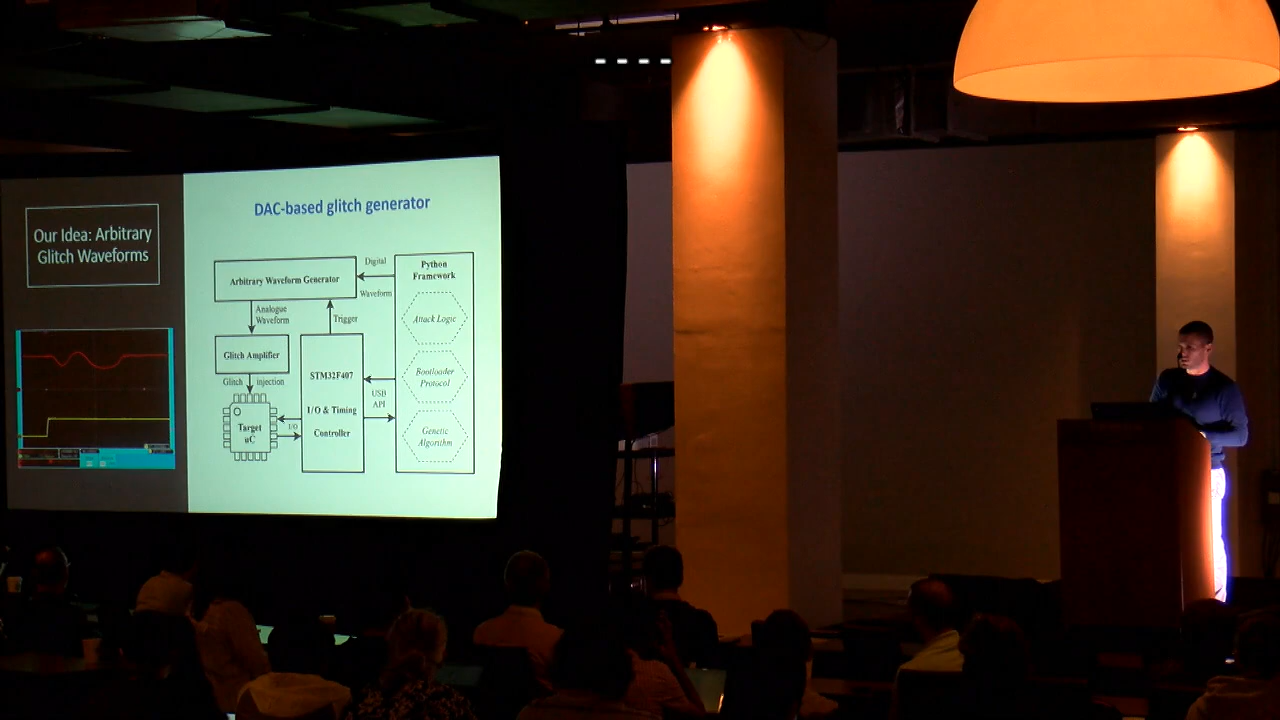 Our Idea: Arbitrary
Glitch Waveforms
DAC-based glitch generator
Arbitrary Waveform Generator
Digital
Waveform
Python
Framework
Analogue
Waveform
Trigger
Attack Logic
Glitch Amplifier
STM32F407
Glitch injection
USB
API
Bootloader
Protocol
I/O & Timing
Controller
Target
uC
I/O
Genetic
Algorithm